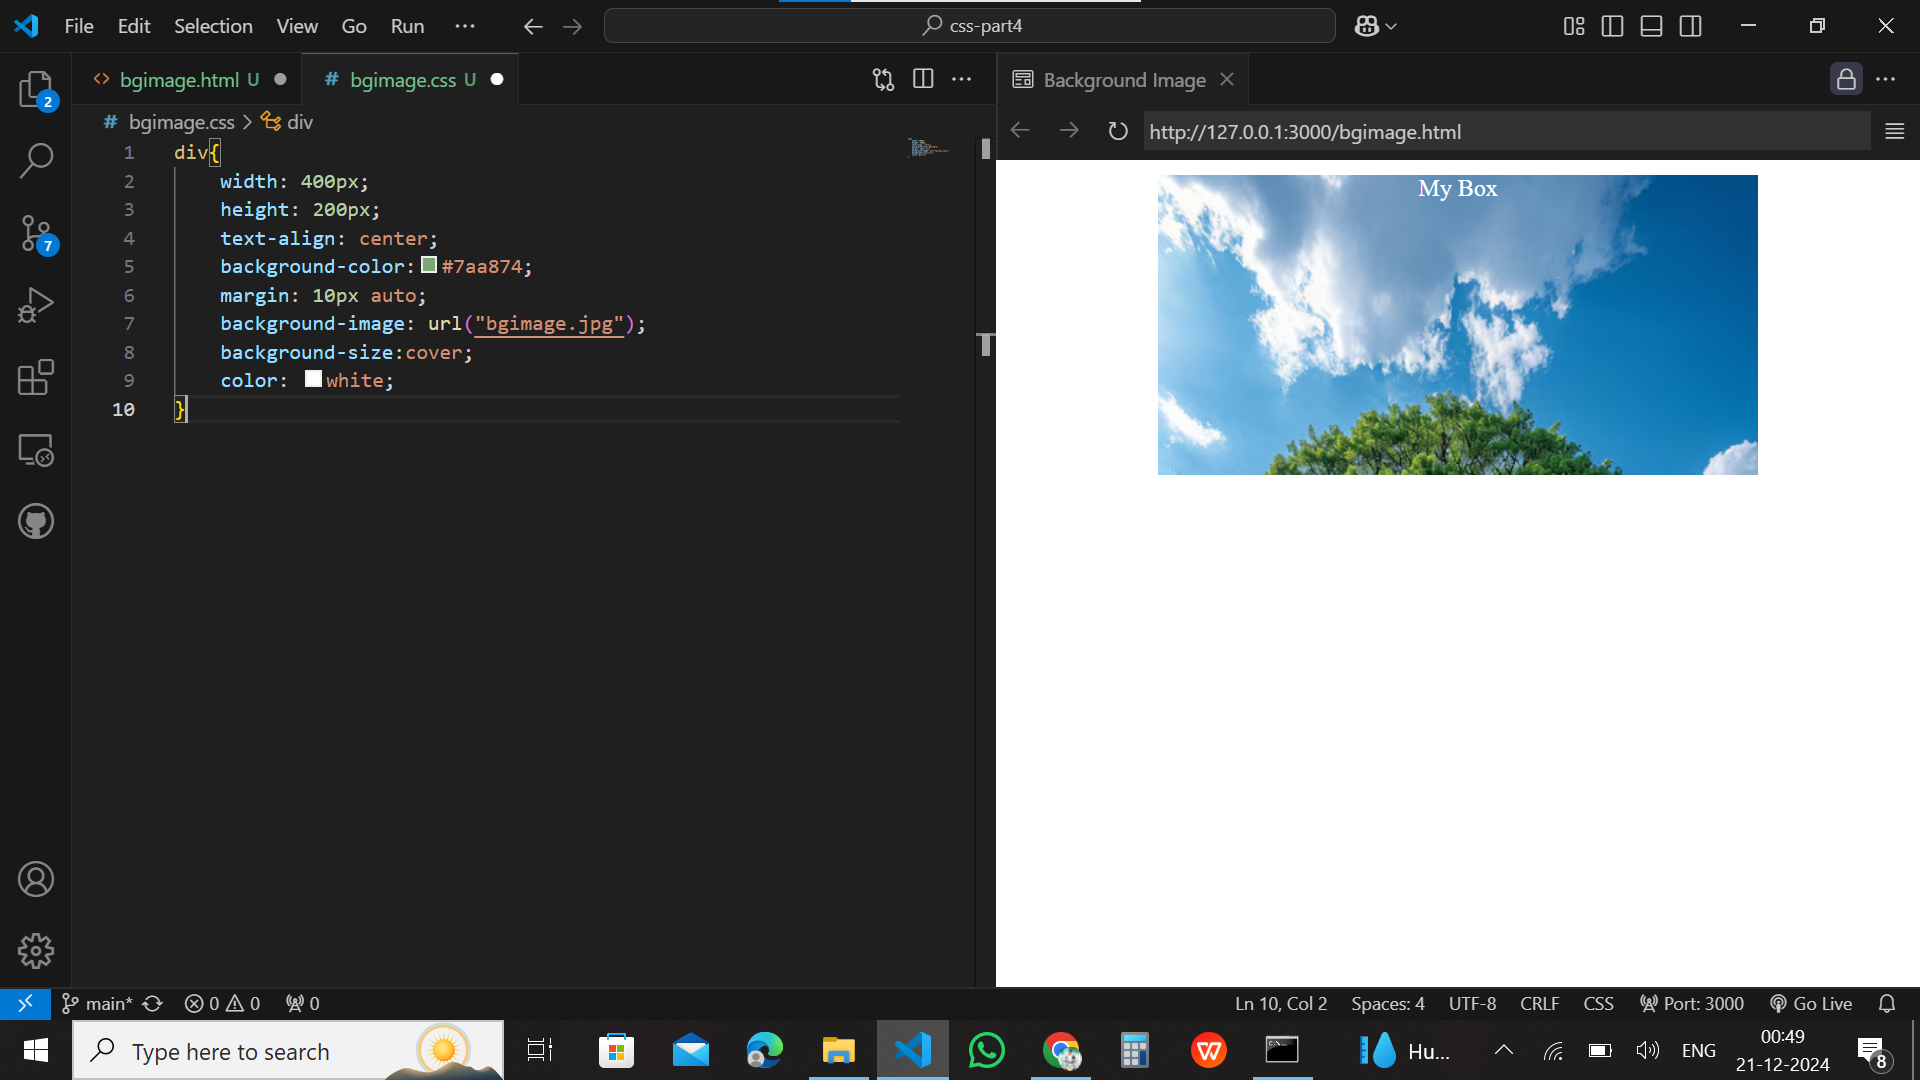 File Edit Selection View Go Run ··· css-part4
bgimage.html U bgimage.css U
Background Image
bgimage.css > div
http://127.0.0.1:3000/bgimage.html
1 div{
2 width: 400px;
3 height: 200px;
4 text-align: center;
5 background-color: #7aa874;
6 margin: 10px auto;
7 background-image: url("bgimage.jpg");
8 background-size:cover;
9 color: white;
10 }
My Box
2
7
main* 0 0 0
Ln 10, Col 2 Spaces: 4 UTF-8 CRLF CSS Port: 3000 Go Live
Type here to search
Hu...
ENG
00:49
21-12-2024
8